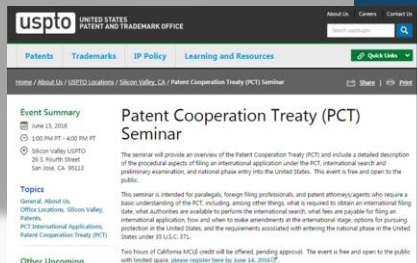 uspto
UNITED STATES
PATENT AND TRADEMARK OFFICE
About Us Careers Contact Us
Search uspto.gov
Patents Trademarks IP Policy Learning and Resources
Quick Links
Home / About Us / USPTO Locations / Silicon Valley, CA / Patent Cooperation Treaty (PCT) Seminar
Share | Print
Event Summary
June 15, 2016
1:00 PM PT - 4:00 PM PT
Silicon Valley USPTO
26 S. Fourth Street
San Jose, CA 95113
Topics
General, About Us,
Office Locations, Silicon Valley,
Patents,
PCT International Applications,
Patent Cooperation Treaty (PCT)
Other Upcoming
Patent Cooperation Treaty (PCT)
Seminar
The seminar will provide an overview of the Patent Cooperation Treaty (PCT) and include a detailed description
of the procedural aspects of filing an international application under the PCT, international search and
preliminary examination, and national phase entry into the United States. This event is free and open to the
public.
This seminar is intended for paralegals, foreign filing professionals, and patent attorneys/agents who require a
basic understanding of the PCT, including, among other things, what is required to obtain an international filing
date, what Authorities are available to perform the international search, what fees are payable for filing an
international application, how and when to make amendments at the international stage, options for pursuing
protection in the United States, and the requirements associated with entering the national phase in the United
States under 35 U.S.C. 371.
Two hours of California MCLE credit will be offered, pending approval. The event is free and open to the public
with limited space, please register here by June 14, 2016.